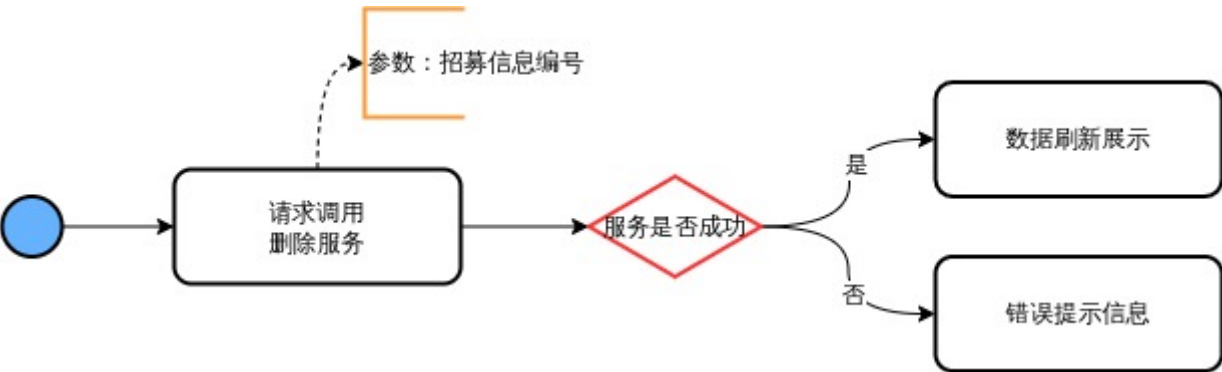 参数：招募信息编号
请求调用
删除服务
服务是否成功
是
数据刷新展示
否
错误提示信息